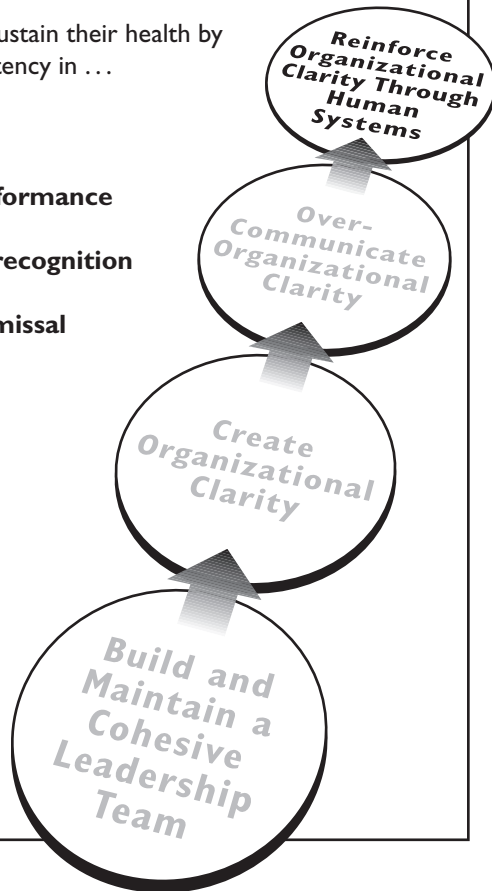 ustain their health by
tency in …
formance
recognition
missal
Reinforce
Organizational
Clarity Through
Human
Systems
Over-
Communicate
Organizational
Clarity
Create
Organizational
Clarity
Build and
Maintain a
Cohesive
Leadership
Team